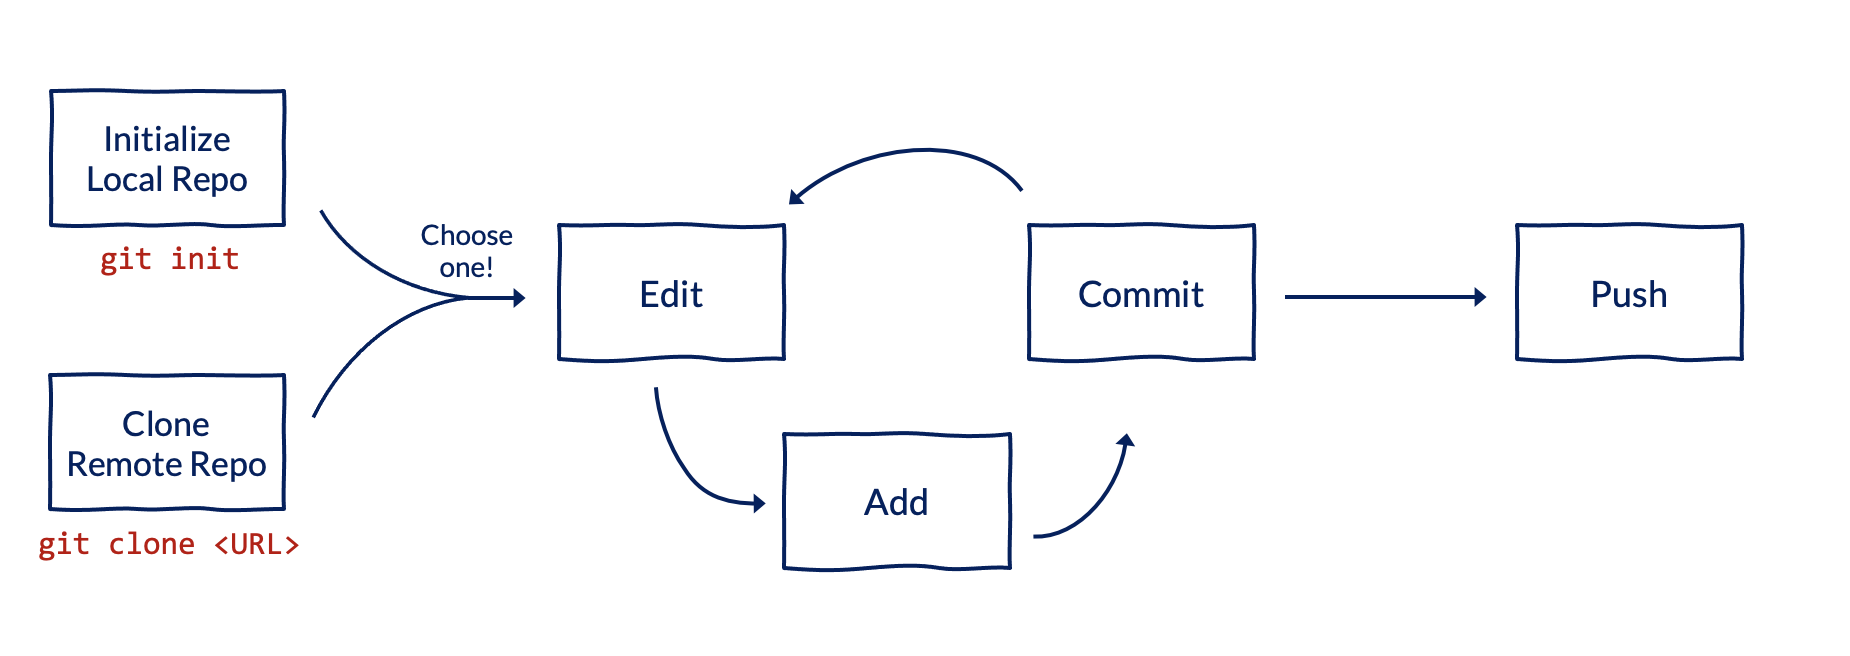 Initialize
Local Repo
git init
Choose
one!
Clone
Remote Repo
git clone <URL>
Edit
Add
Commit
Push